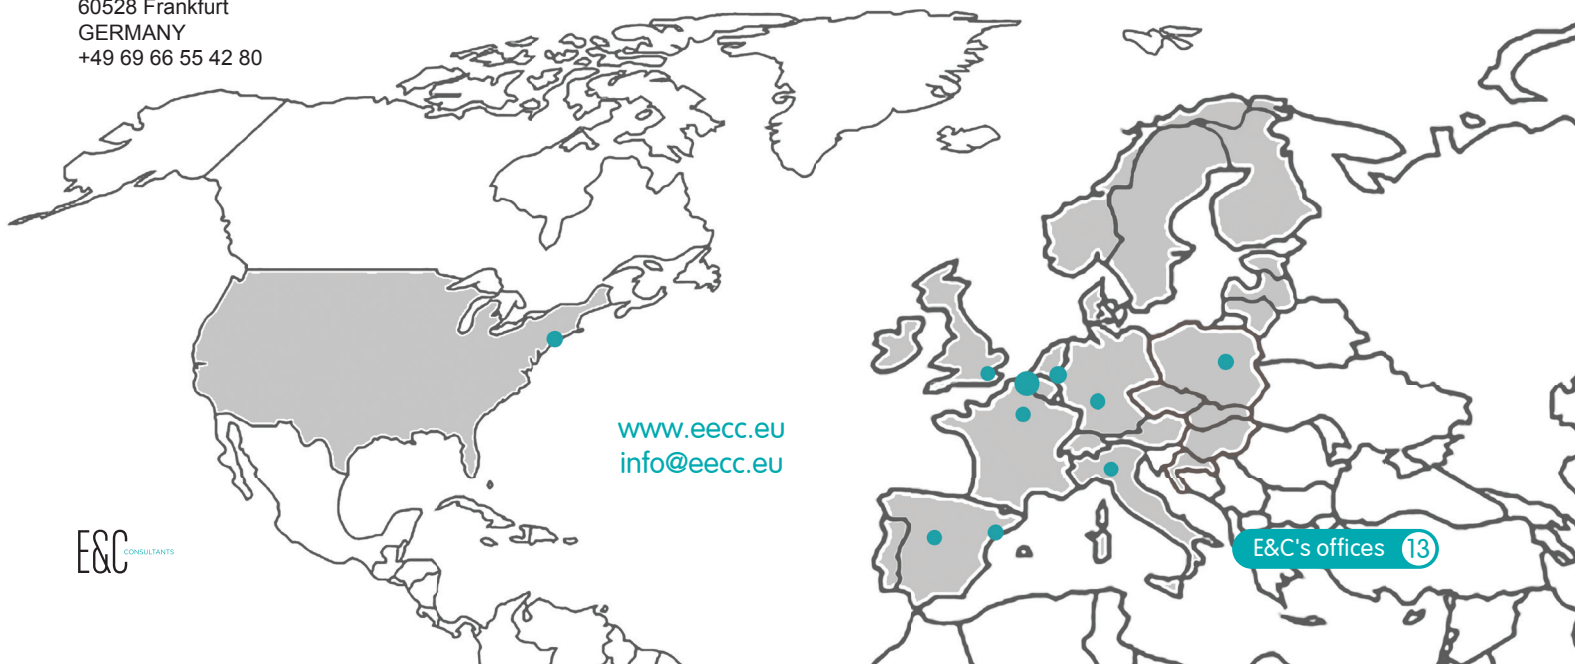 60528 Frankfurt
GERMANY
+49 69 66 55 42 80
www.eecc.eu
info@eecc.eu
E&C CONSULTANTS
E&C's offices 13